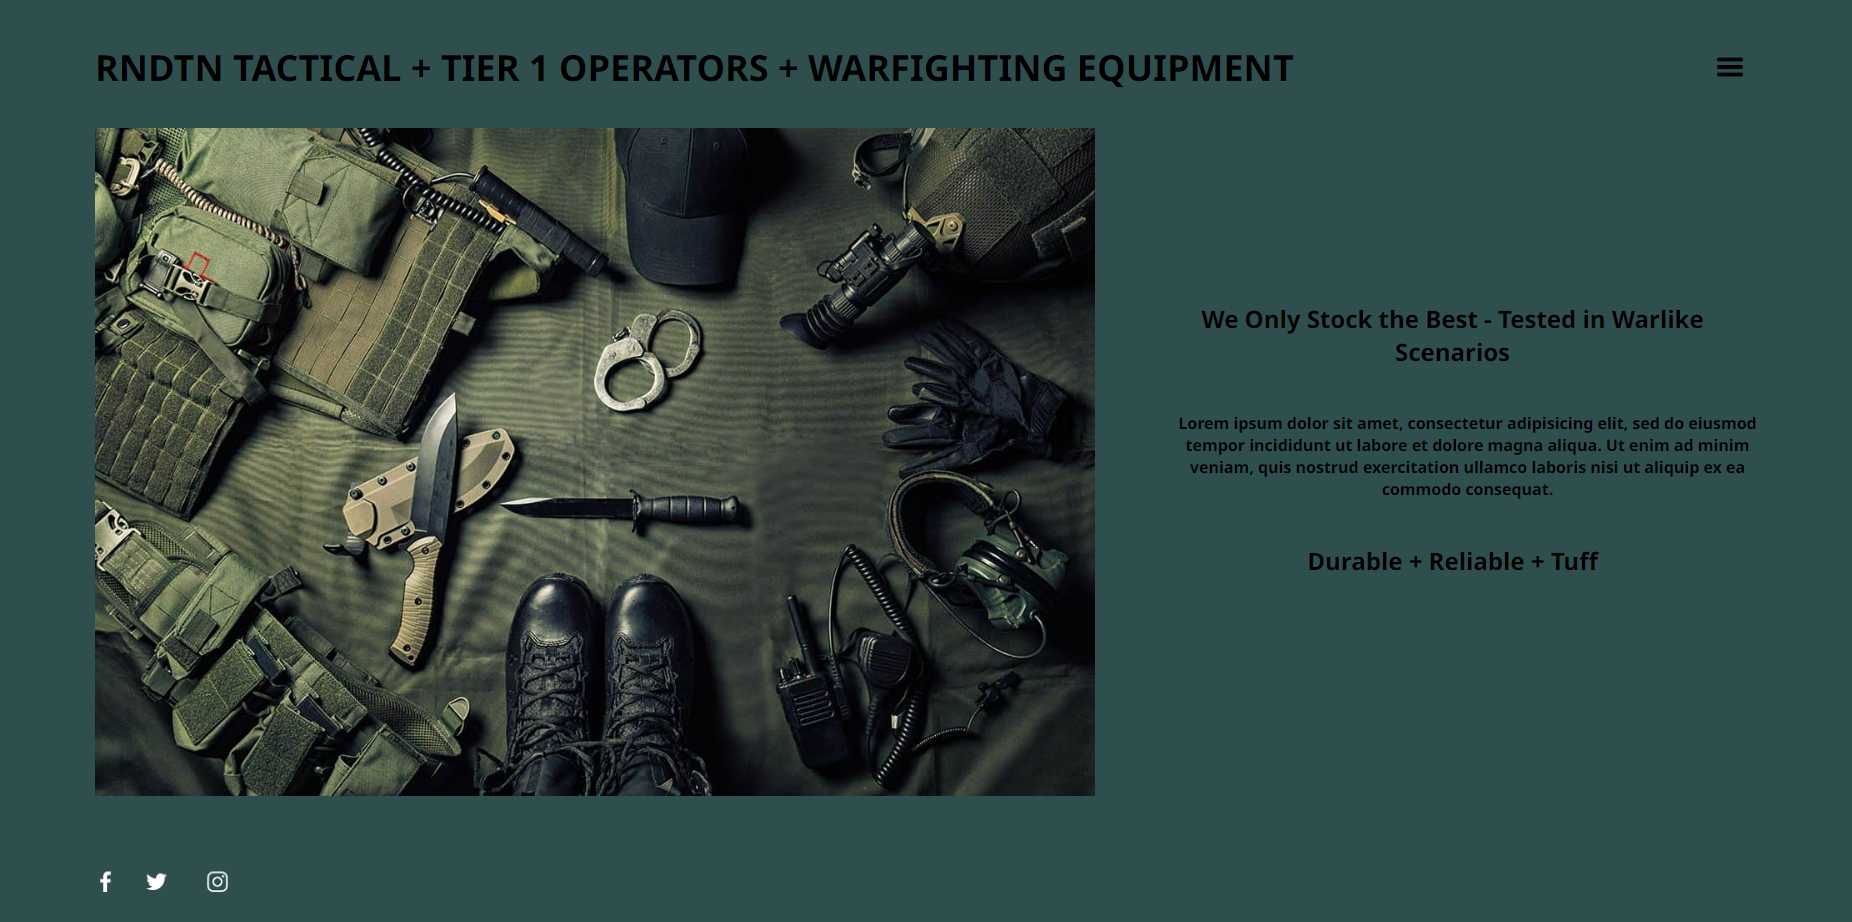 RNDTN TACTICAL + TIER 1 OPERATORS + WARFIGHTING EQUIPMENT
We Only Stock the Best - Tested in Warlike
Scenarios
Lorem ipsum dolor sit amet, consectetur adipisicing elit, sed do eiusmod
tempor incididunt ut labore et dolore magna aliqua. Ut enim ad minim
veniam, quis nostrud exercitation ullamco laboris nisi ut aliquip ex ea
commodo consequat.
Durable + Reliable + Tuff